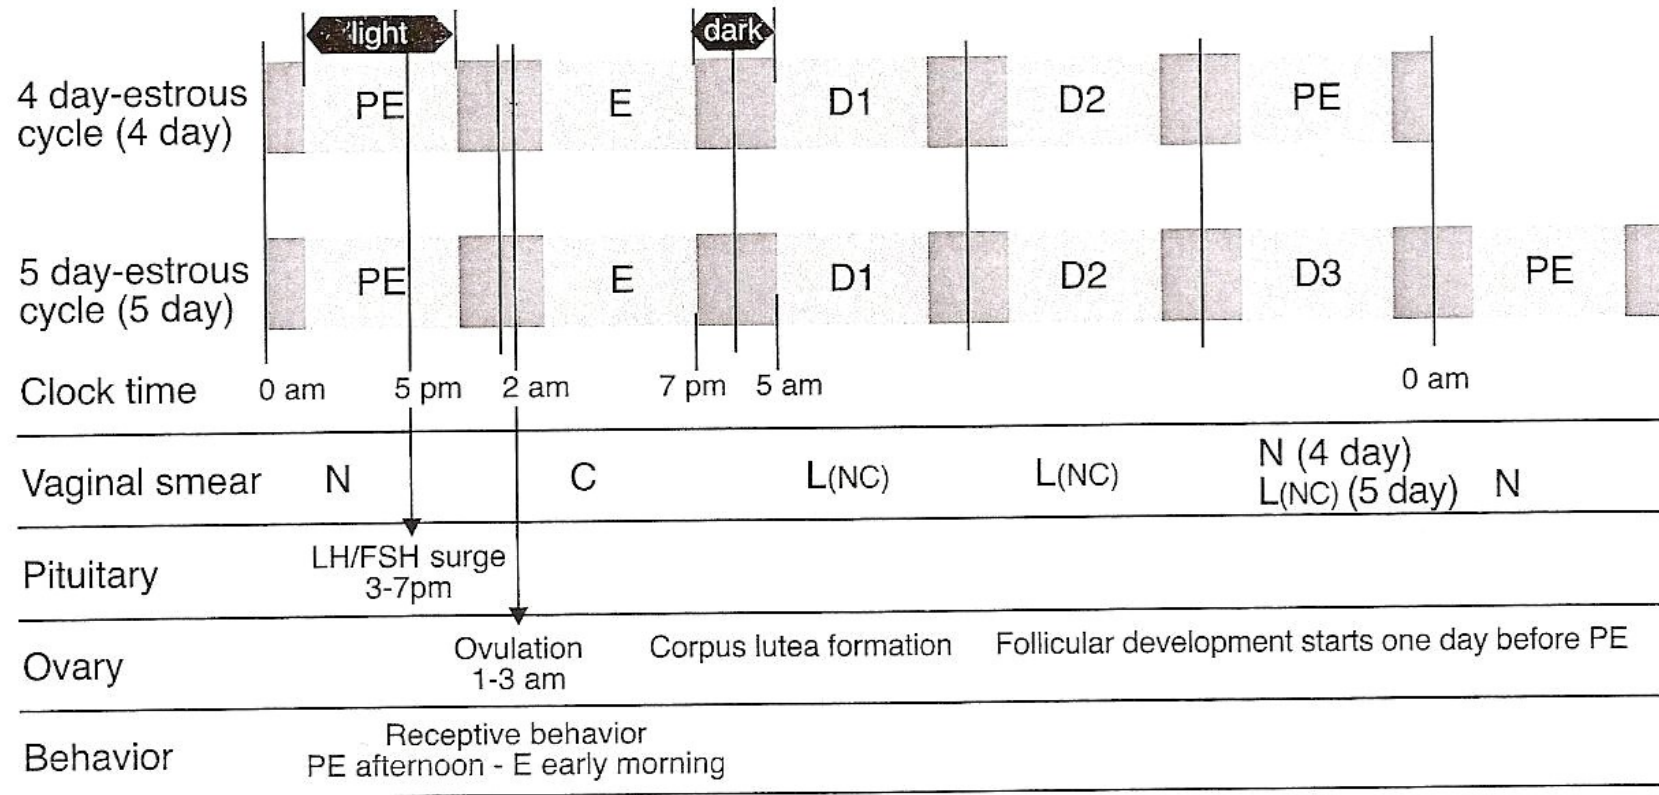 light
dark
4 day-estrous
cycle (4 day)
PE
E
D1
D2
PE
5 day-estrous
cycle (5 day)
PE
E
D1
D2
D3
PE
Clock time
0 am
5 pm
2 am
7 pm
5 am
0 am
Vaginal smear
N
C
L(NC)
L(NC)
N (4 day)
L(NC) (5 day)
N
Pituitary
LH/FSH surge
3-7pm
Ovary
Ovulation
1-3 am
Corpus lutea formation
Follicular development starts one day before PE
Behavior
Receptive behavior
PE afternoon - E early morning